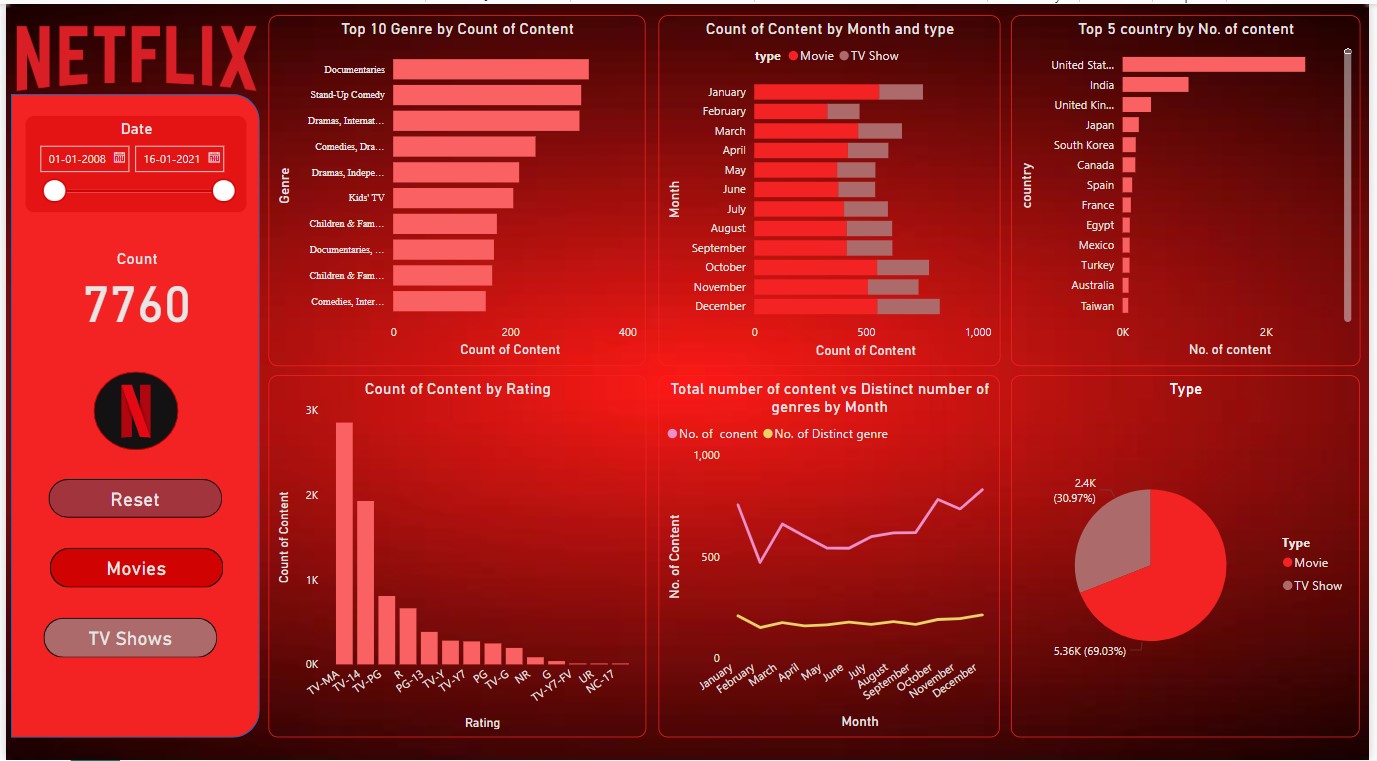 NETFLIX
Date
01-01-2008
16-01-2021
Count
7760
N
Reset
Movies
TV Shows
Top 10 Genre by Count of Content
Genre
Documentaries
Stand-Up Comedy
Dramas, Internat...
Comedies, Dra...
Dramas, Indepe...
Kids' TV
Children & Fam...
Documentaries, ...
Children & Fam...
Comedies, Inter...
0 200 400
Count of Content
Count of Content by Month and type
type Movie TV Show
Month
January
February
March
April
May
June
July
August
September
October
November
December
0 500 1,000
Count of Content
Top 5 country by No. of content
country
United Stat...
India
United Kin...
Japan
South Korea
Canada
Spain
France
Egypt
Mexico
Turkey
Australia
Taiwan
0K 2K
No. of content
Count of Content by Rating
Count of Content
3K
2K
1K
0K
TV-MA
TV-14
TV-PG
R
PG-13
TV-Y
TV-Y7
PG
TV-G
NR
G
TV-Y7-FV
UR
NC-17
Rating
Total number of content vs Distinct number of
genres by Month
No. of conent No. of Distinct genre
No. of Content
1,000
500
0
January
February
March
April
May
June
July
August
September
October
November
December
Month
Type
2.4K
(30.97%)
5.36K (69.03%)
Type
Movie
TV Show